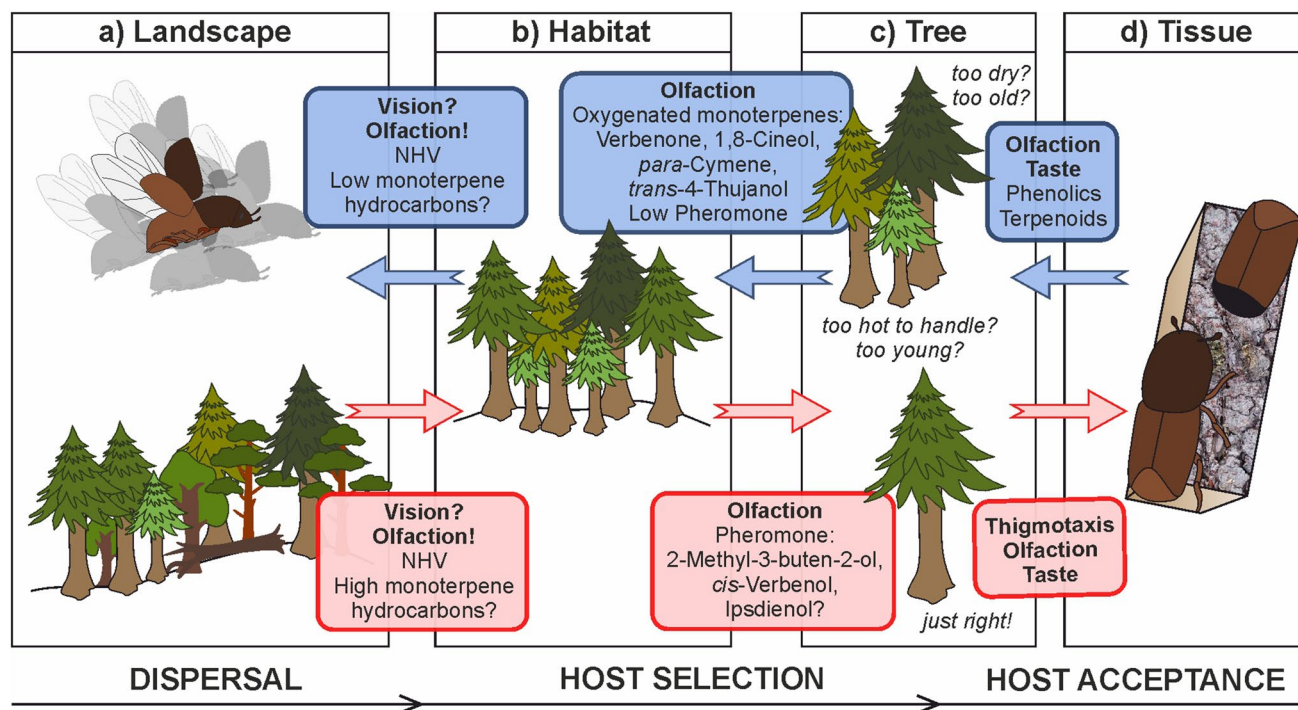 a) Landscape
b) Habitat
c) Tree
d) Tissue
Vision?
Olfaction!
NHV
Low monoterpene
hydrocarbons?
Olfaction
Oxygenated monoterpenes:
Verbenone, 1,8-Cineol,
para-Cymene,
trans-4-Thujanol
Low Pheromone
too dry?
too old?
Olfaction
Taste
Phenolics
Terpenoids
too hot to handle?
too young?
Vision?
Olfaction!
NHV
High monoterpene
hydrocarbons?
Olfaction
Pheromone:
2-Methyl-3-buten-2-ol,
cis-Verbenol,
Ipsdienol?
just right!
Thigmotaxis
Olfaction
Taste
DISPERSAL
HOST SELECTION
HOST ACCEPTANCE